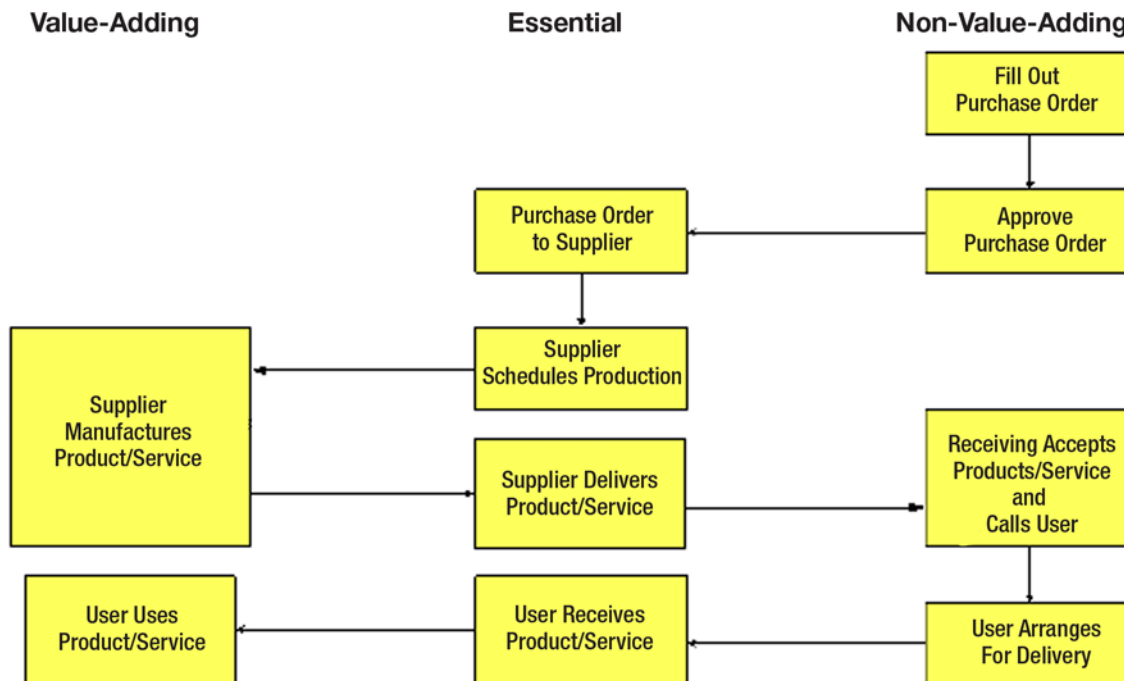 Value-Adding
Essential
Non-Value-Adding
Fill Out
Purchase Order
Purchase Order
to Supplier
Approve
Purchase Order
Supplier
Schedules Production
Supplier
Manufactures
Product/Service
Supplier Delivers
Product/Service
Receiving Accepts
Products/Service
and
Calls User
User Uses
Product/Service
User Receives
Product/Service
User Arranges
For Delivery